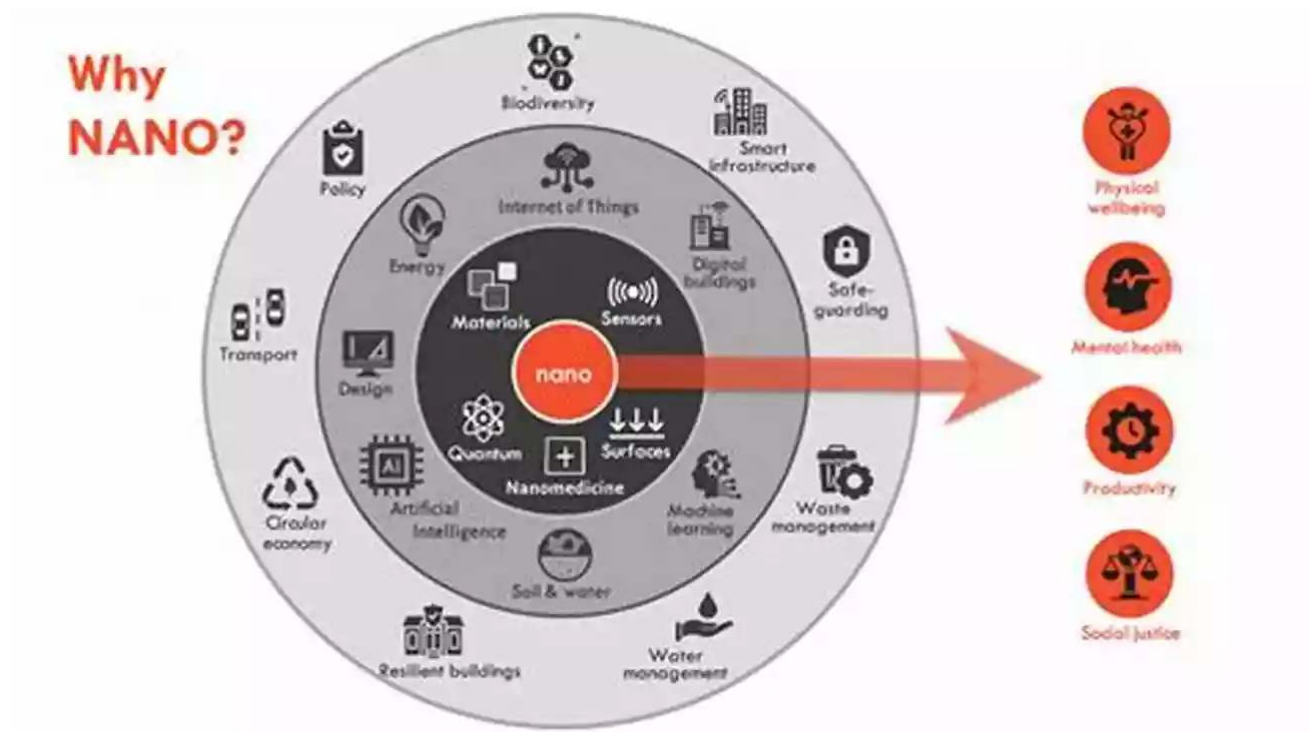 Why
NANO?
Biodiversity
Smart
infrastructure
Policy
Internet of Things
Energy
Digital
buildings
Safe-
guarding
Materials
Sensors
Transport
Design
nano
Quantum
Surfaces
Nanomedicine
AI
Artificial
Intelligence
Machine
learning
Waste
management
Circular
economy
Soil & water
Resilient buildings
Water
management
Physical
wellbeing
Mental health
Productivity
Social justice